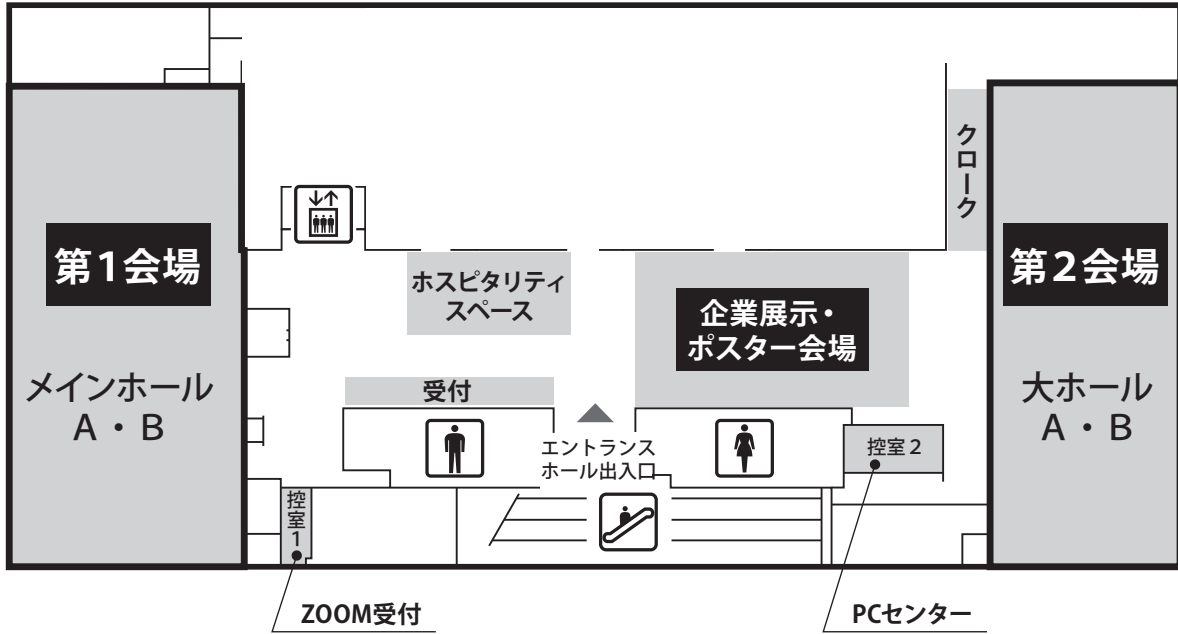 クローク
第1会場
第2会場
ホスピタリティ
スペース
企業展示・
ポスター会場
メインホール
A・B
受付
大ホール
A・B
エントランス
ホール出入口
控室2
控室1
ZOOM受付
PCセンター